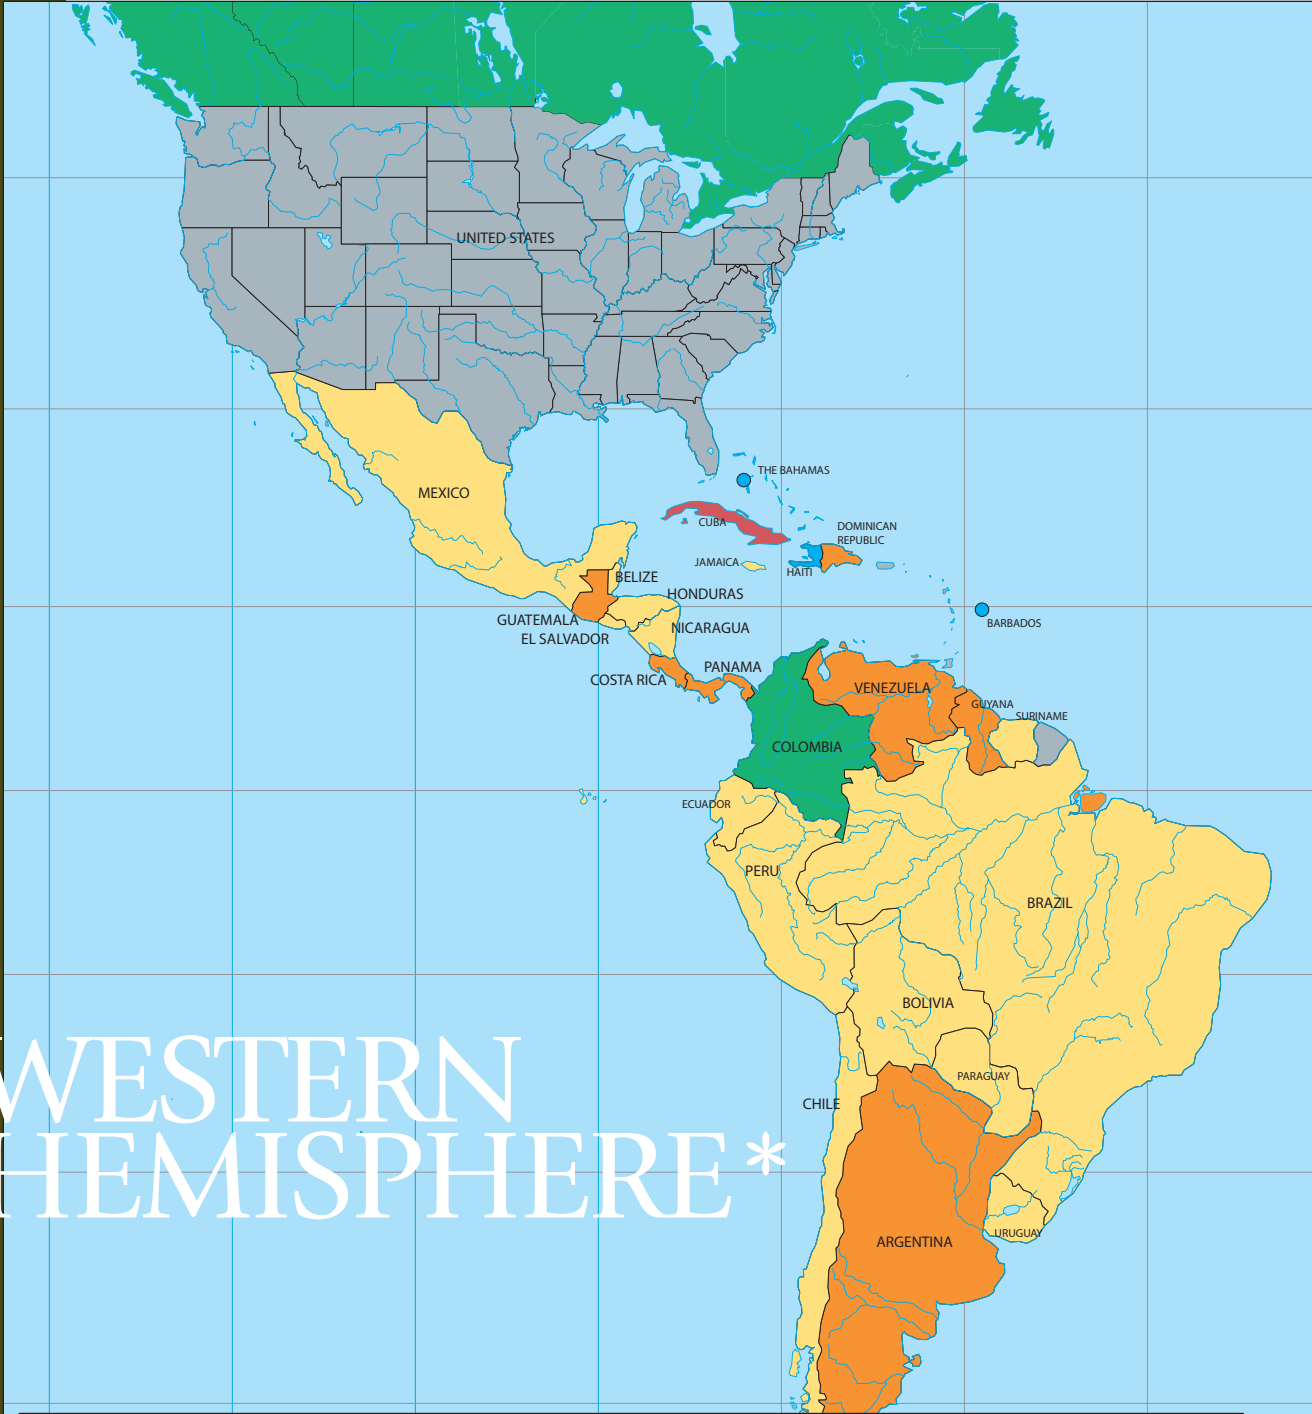 UNITED STATES
MEXICO
THE BAHAMAS
CUBA
DOMINICAN
REPUBLIC
JAMAICA
HAITI
BELIZE
HONDURAS
BARBADOS
GUATEMALA
NICARAGUA
EL SALVADOR
PANAMA
COSTA RICA
VENEZUELA
GUYANA
SURINAME
COLOMBIA
ECUADOR
PERU
BRAZIL
BOLIVIA
WESTERN
HEMISPHERE*
PARAGUAY
CHILE
URUGUAY
ARGENTINA